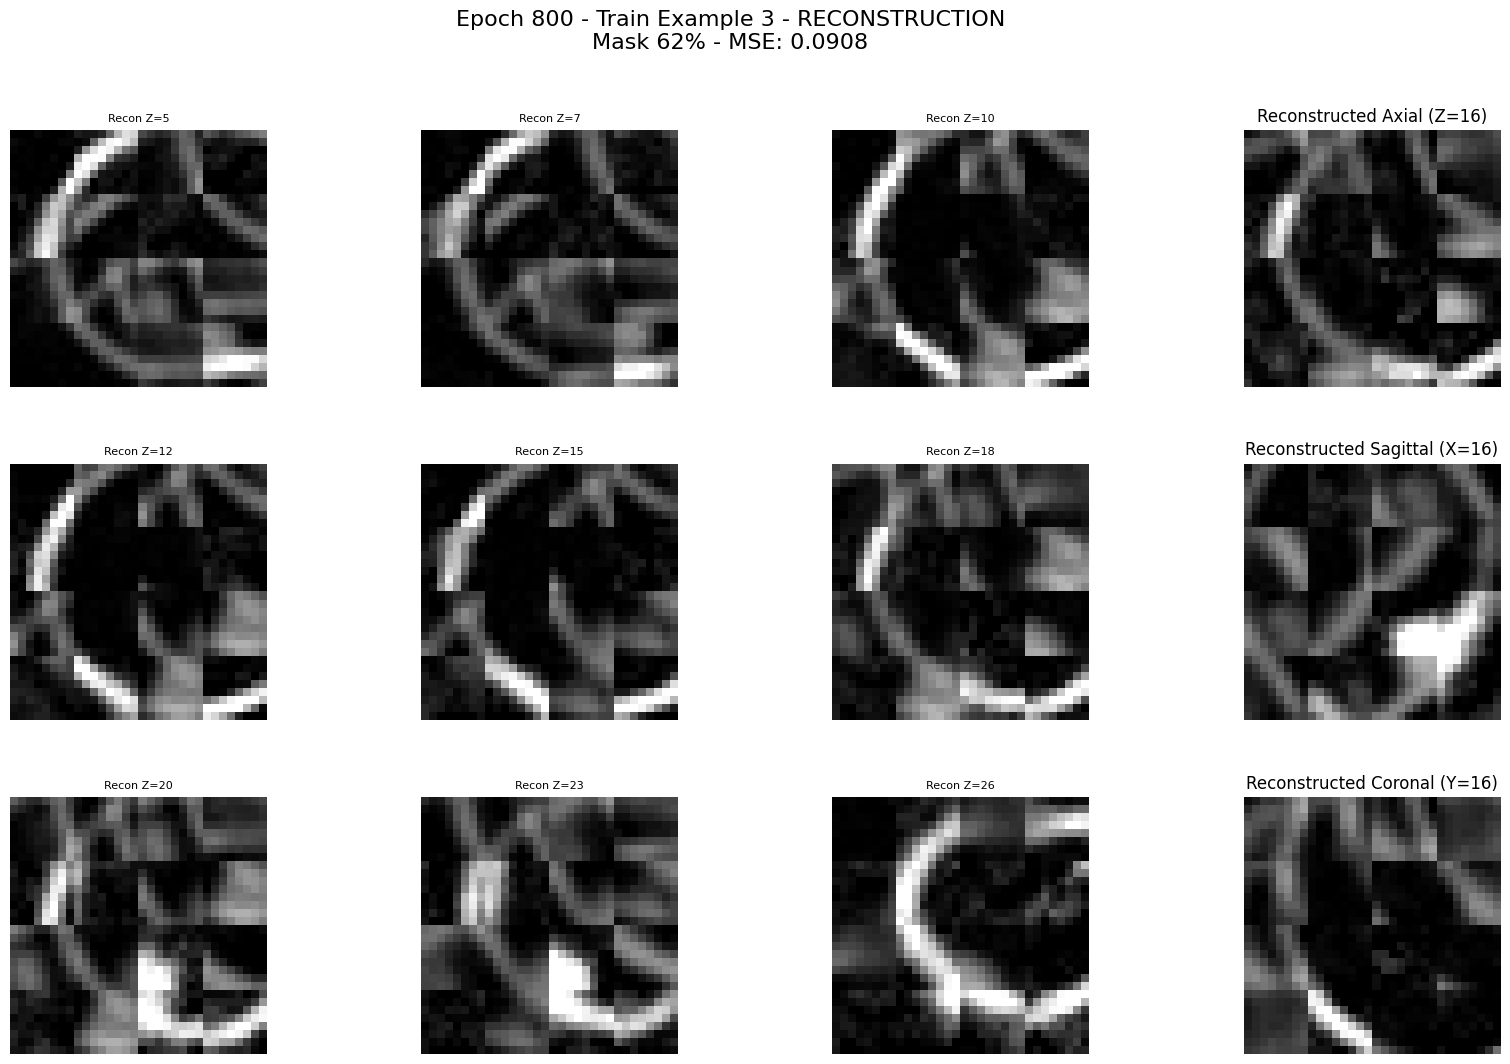 Epoch 800 - Train Example 3 - RECONSTRUCTION
Mask 62% - MSE: 0.0908
Recon Z=5
Recon Z=7
Recon Z=10
Reconstructed Axial (Z=16)
Recon Z=12
Recon Z=15
Recon Z=18
Reconstructed Sagittal (X=16)
Recon Z=20
Recon Z=23
Recon Z=26
Reconstructed Coronal (Y=16)